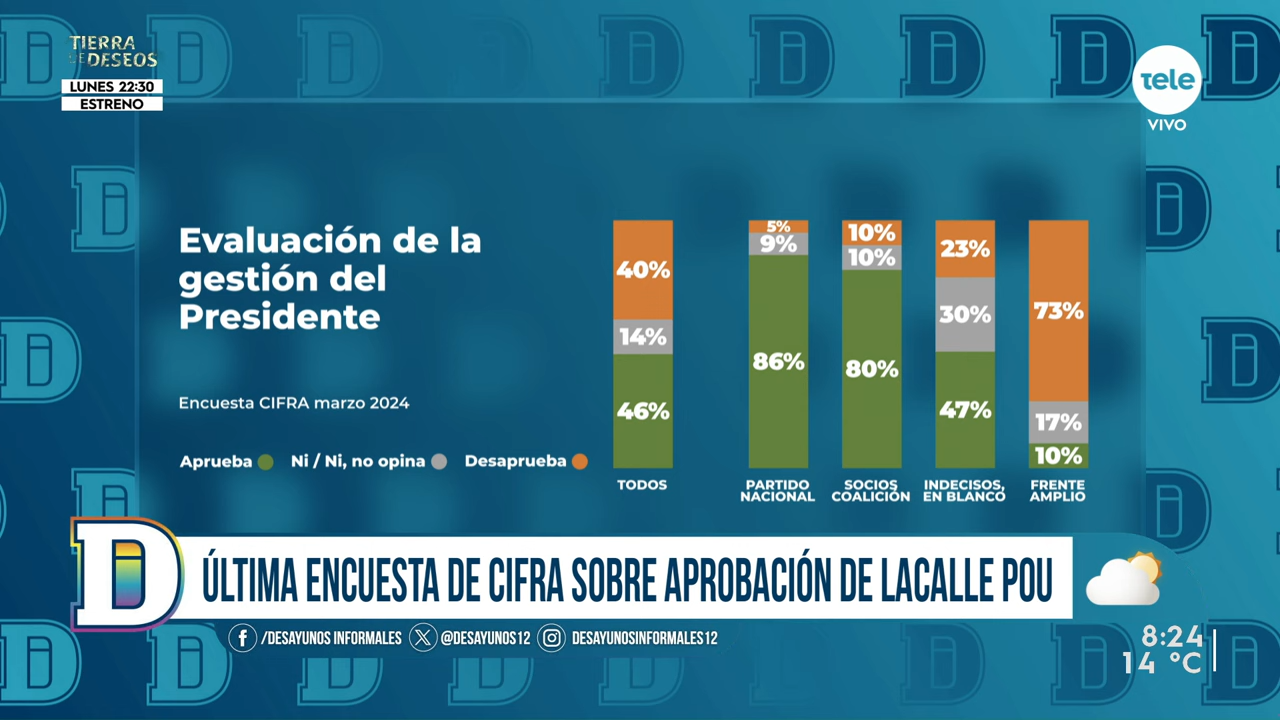 TIERRA
DE DESEOS
LUNES 22:30
ESTRENO
tele
VIVO
Evaluación de la
gestión del
Presidente
Encuesta CIFRA marzo 2024
Aprueba Ni / Ni, no opina Desaprueba
40%
14%
46%
TODOS
5%
9%
86%
PARTIDO
NACIONAL
10%
10%
80%
SOCIOS
COALICIÓN
23%
30%
47%
INDECISOS,
EN BLANCO
73%
17%
10%
FRENTE
AMPLIO
D
ÚLTIMA ENCUESTA DE CIFRA SOBRE APROBACIÓN DE LACALLE POU
/DESAYUNOS INFORMALES @DESAYUNOS12 DESAYUNOSINFORMALES12
8:24
14 °C